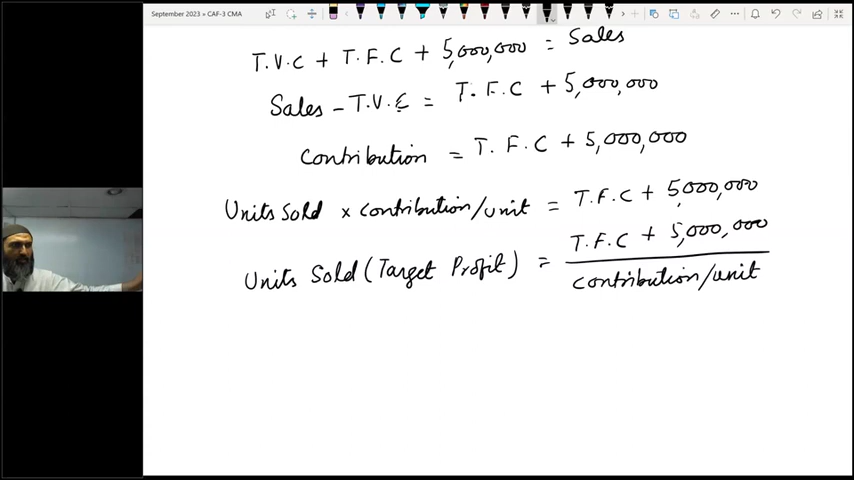 September 2023 » CAF-3 CMA
T.V.C + T.F.C + 5,000,000 = Sales
Sales - T.V.C = T.F.C + 5,000,000
Contribution = T.F.C + 5,000,000
Units Sold x contribution/unit = T.F.C + 5,000,000
Units Sold (Target Profit) = T.F.C + 5,000,000
contribution/unit